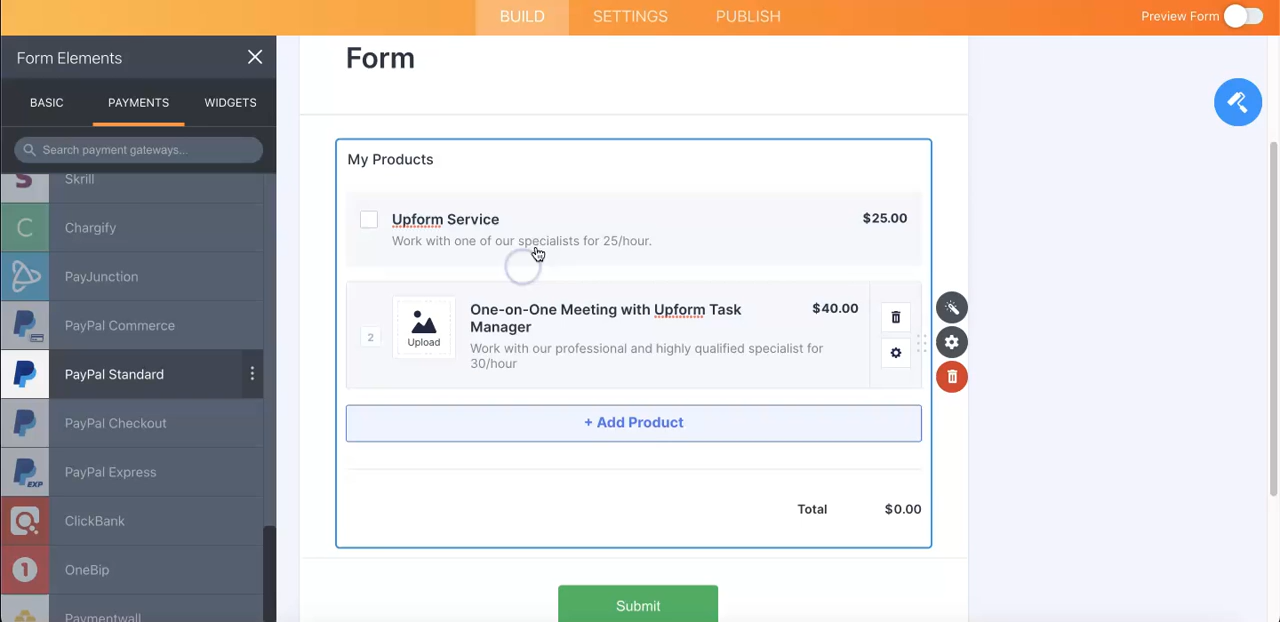 BUILD
SETTINGS
PUBLISH
Preview Form
Form Elements
BASIC
PAYMENTS
WIDGETS
Search payment gateways...
Skrill
Chargify
PayJunction
PayPal Commerce
PayPal Standard
PayPal Checkout
PayPal Express
ClickBank
OneBip
Paymentwall
Form
My Products
Upform Service
$25.00
Work with one of our specialists for 25/hour.
2
Upload
One-on-One Meeting with Upform Task
Manager
$40.00
Work with our professional and highly qualified specialist for
30/hour
+ Add Product
Total
$0.00
Submit